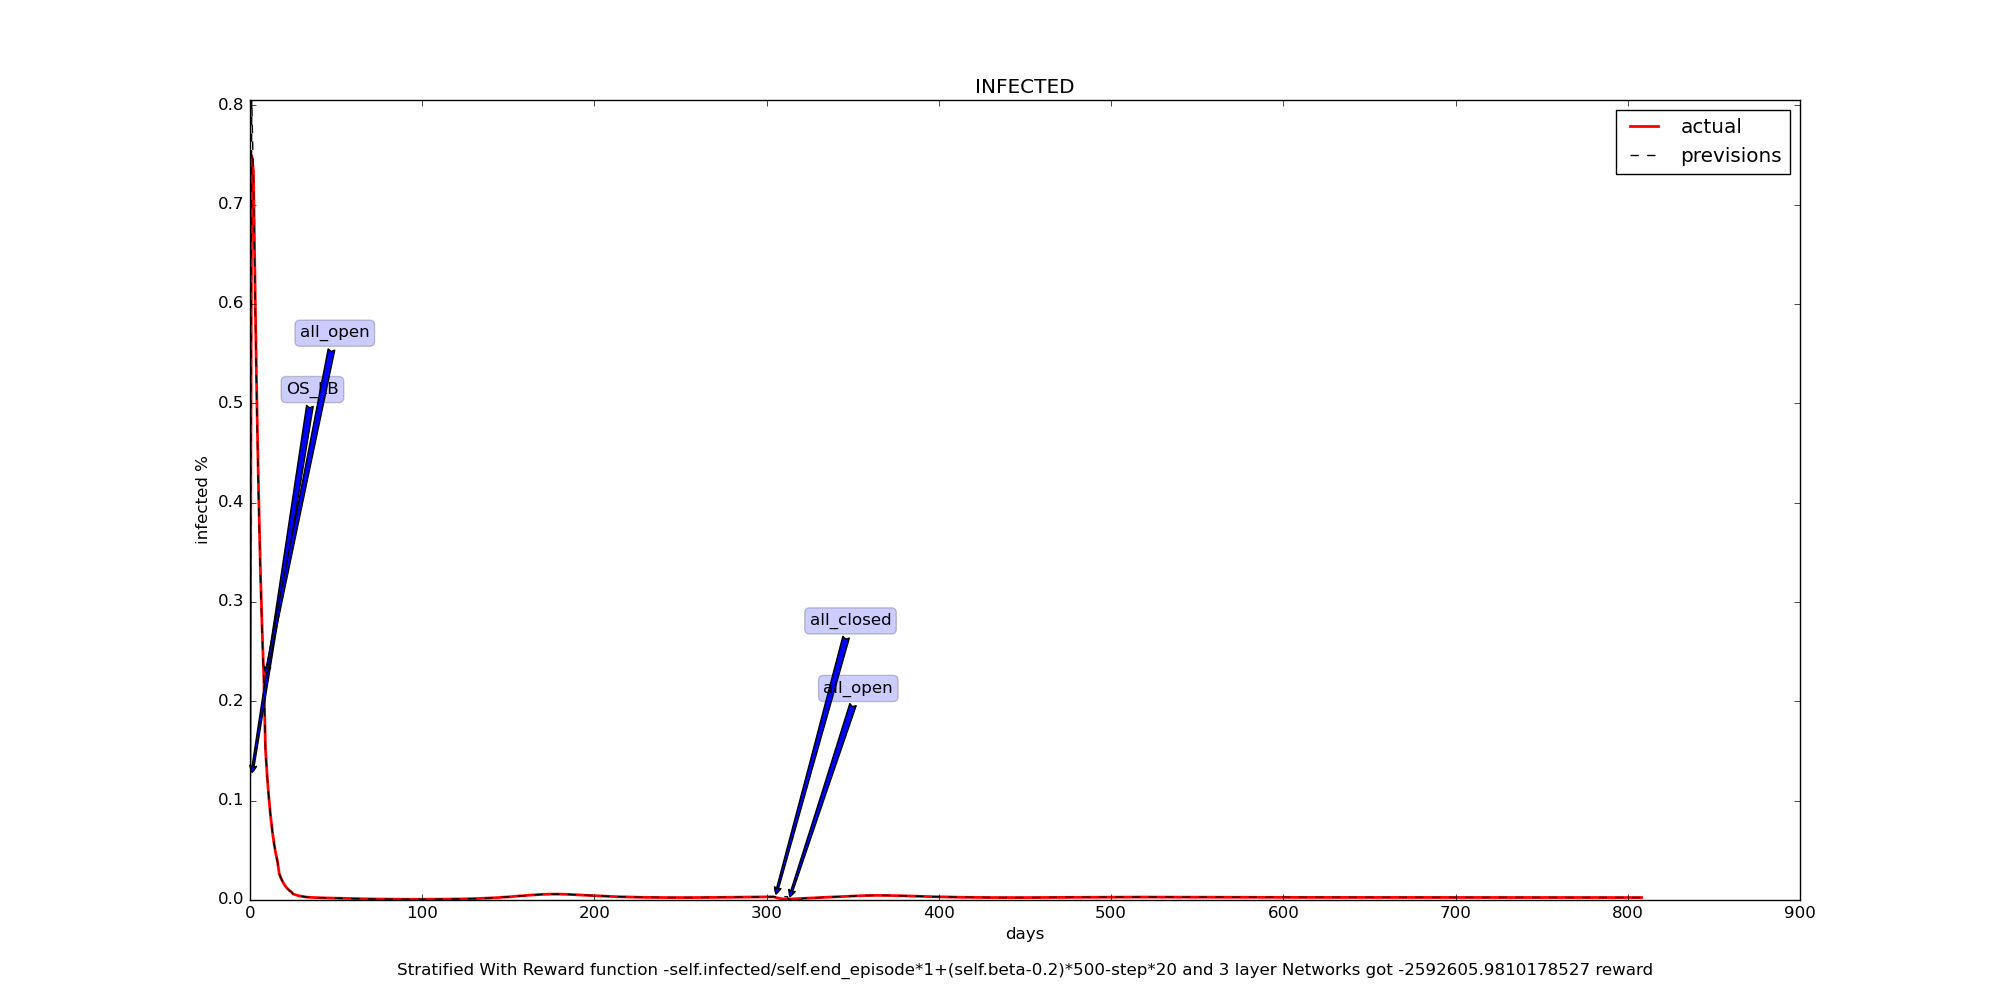 INFECTED
0.8
0.7
0.6
0.5
0.4
0.3
0.2
0.1
0.0
infected %
actual
previsions
all_open
all_closed
all_open
0 100 200 300 400 500 600 700 800 900
days
Stratified With Reward function -self.infected/self.end_episode*1+(self.beta-0.2)*500-step*20 and 3 layer Networks got -2592605.9810178527 reward